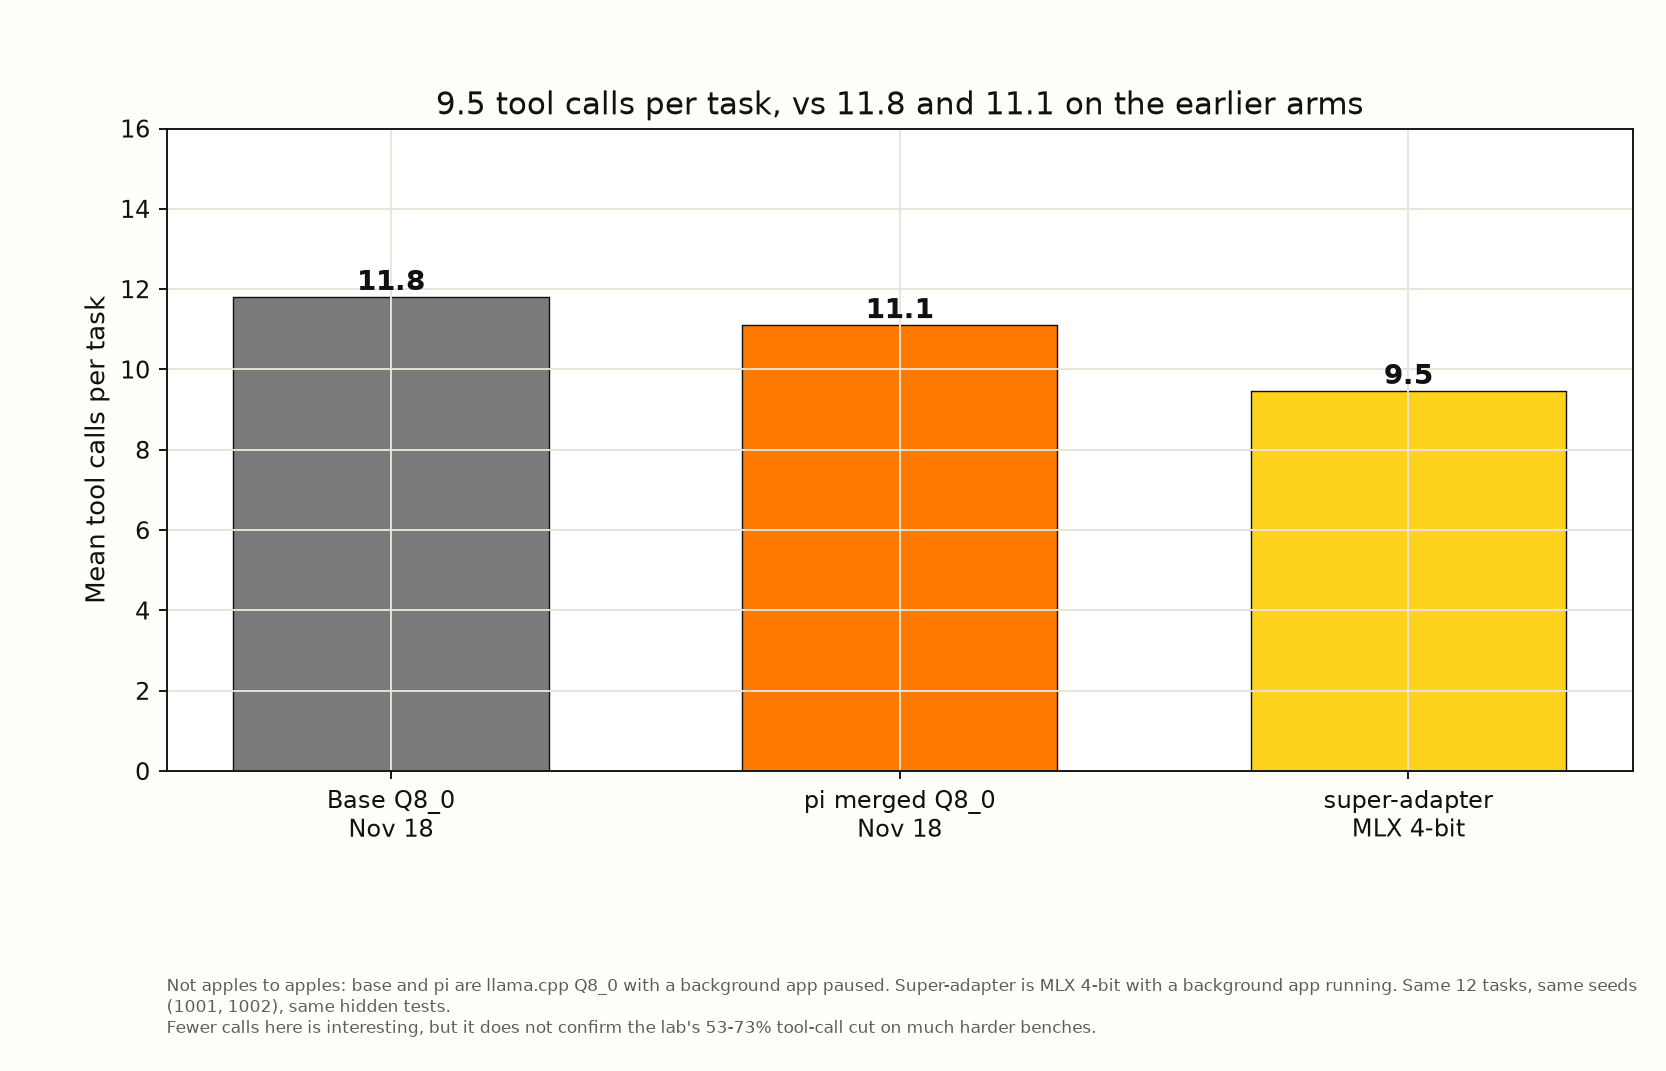 9.5 tool calls per task, vs 11.8 and 11.1 on the earlier arms
Mean tool calls per task
16
14
12
10
8
6
4
2
0
11.8
11.1
9.5
Base Q8_0
Nov 18
pi merged Q8_0
Nov 18
super-adapter
MLX 4-bit
Not apples to apples: base and pi are llama.cpp Q8_0 with a background app paused. Super-adapter is MLX 4-bit with a background app running. Same 12 tasks, same seeds
(1001, 1002), same hidden tests.
Fewer calls here is interesting, but it does not confirm the lab's 53-73% tool-call cut on much harder benches.